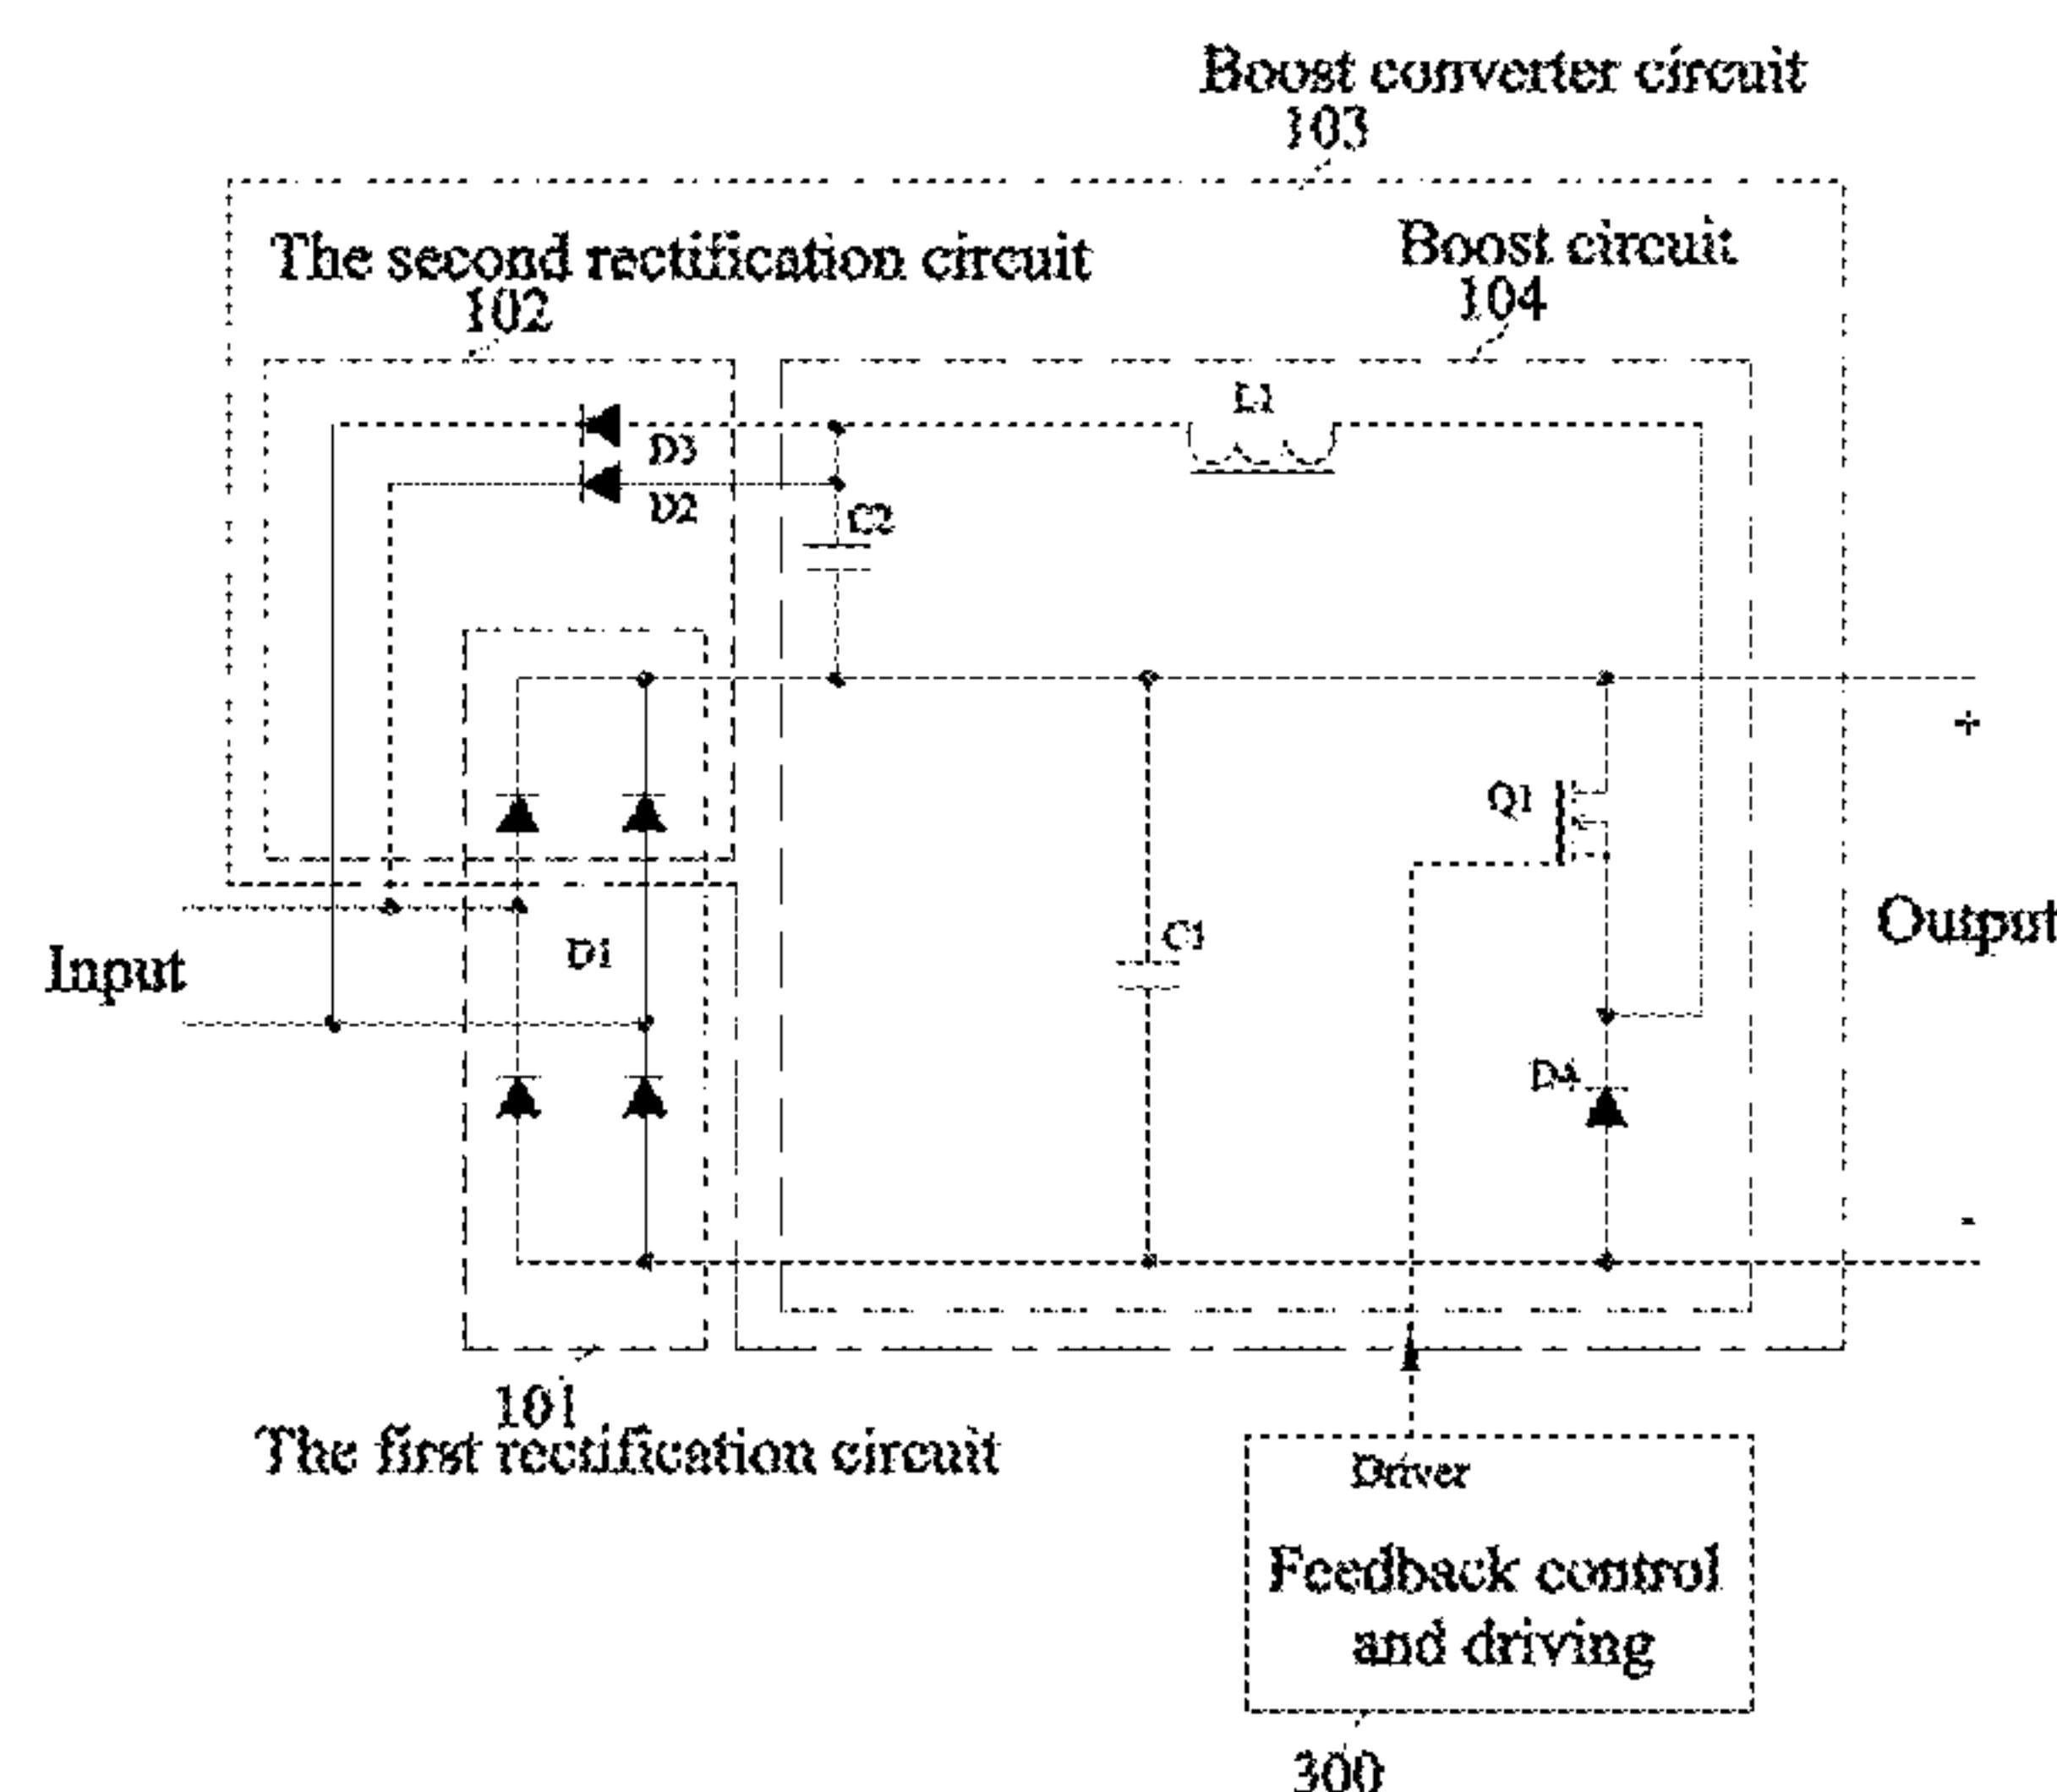 Boost converter circuit
103
The second rectification circuit
102
Boost circuit
104
L1
D3
D2
C2
+
Q1
Output
Input
D1
C1
D4
-
101
The first rectification circuit
Driver
Feedback control
and driving
300